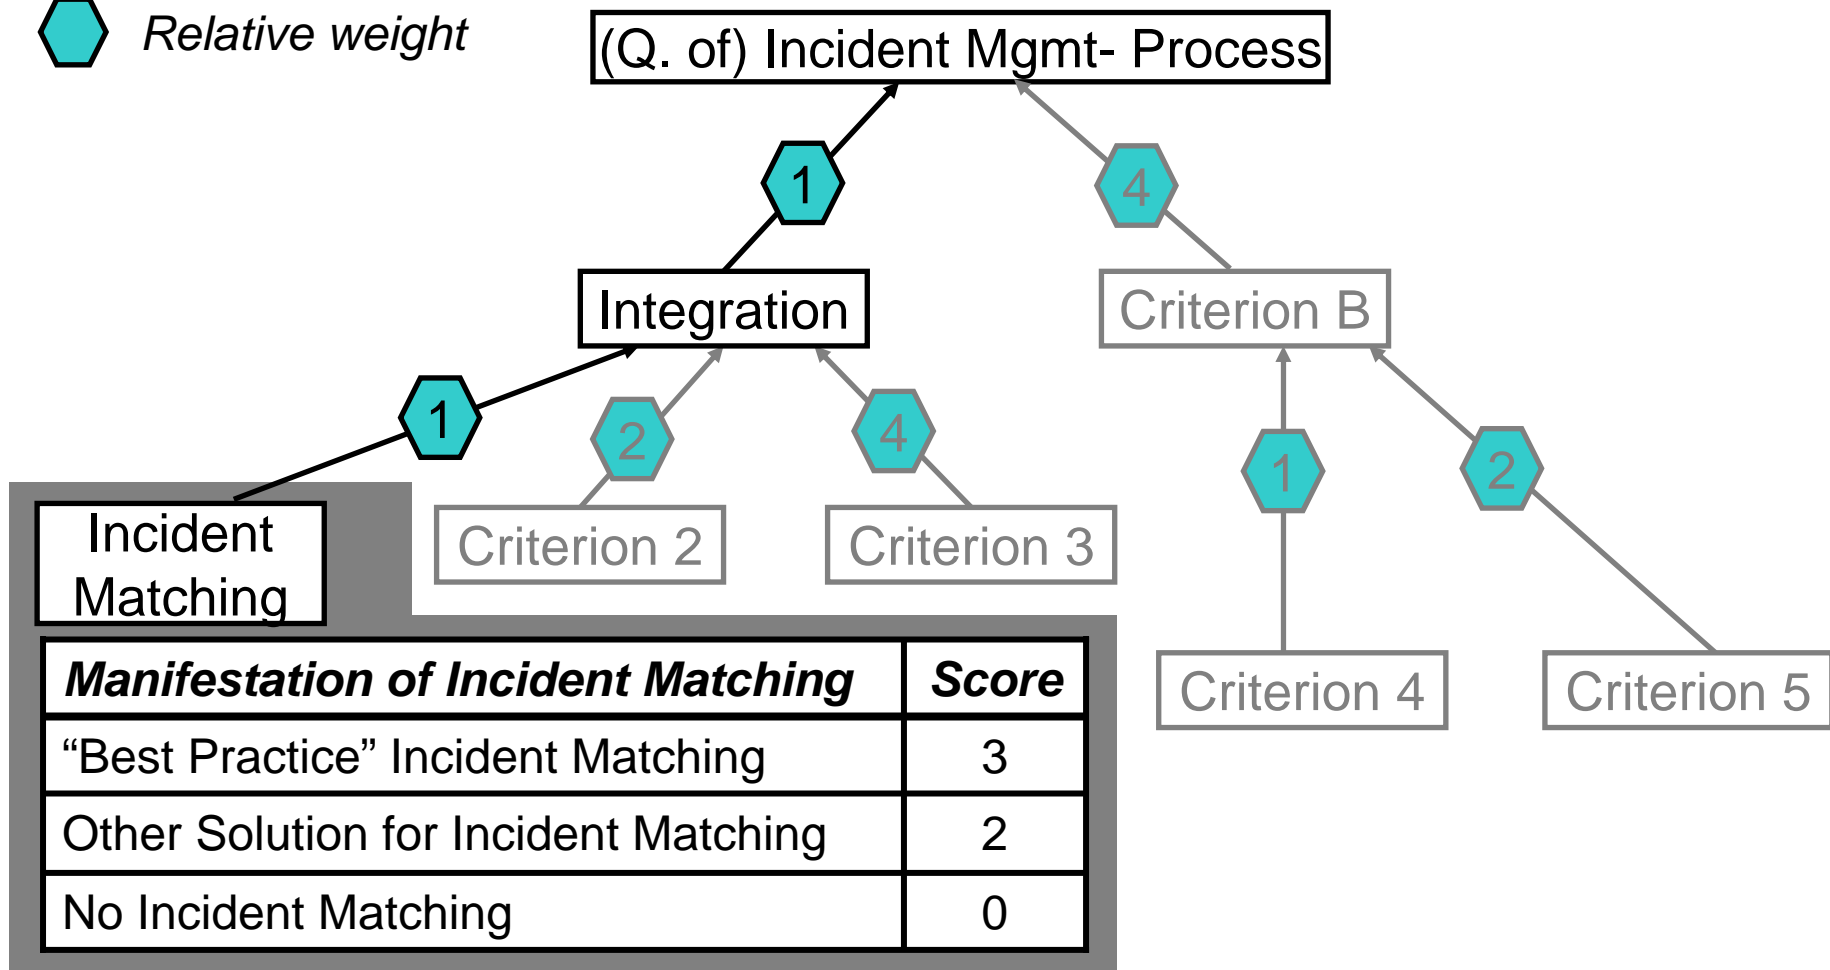 Relative weight
(Q. of) Incident Mgmt- Process
1
4
Integration
Criterion B
1
2
4
1
2
Incident
Matching
Criterion 2
Criterion 3
Criterion 4
Criterion 5
Manifestation of Incident Matching Score
“Best Practice” Incident Matching 3
Other Solution for Incident Matching 2
No Incident Matching 0